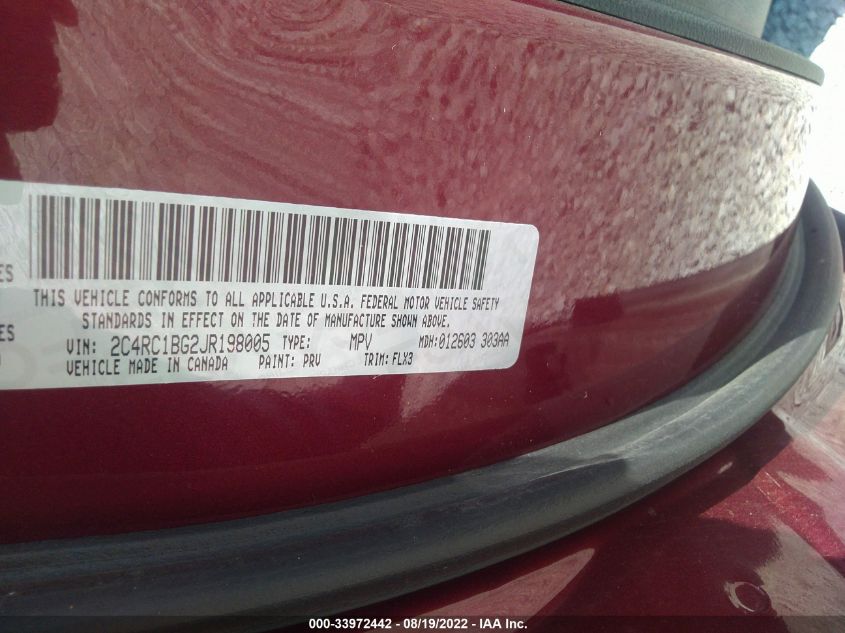 ES
THIS VEHICLE CONFORMS TO ALL APPLICABLE U.S.A. FEDERAL MOTOR VEHICLE SAFETY
STANDARDS IN EFFECT ON THE DATE OF MANUFACTURE SHOWN ABOVE.
ES
VIN: 2C4RC1BG2JR198005 TYPE: MPV MDH:012603 303AA
VEHICLE MADE IN CANADA PAINT: PRV TRIM: FLX3
000-33972442 - 08/19/2022 - IAA Inc.